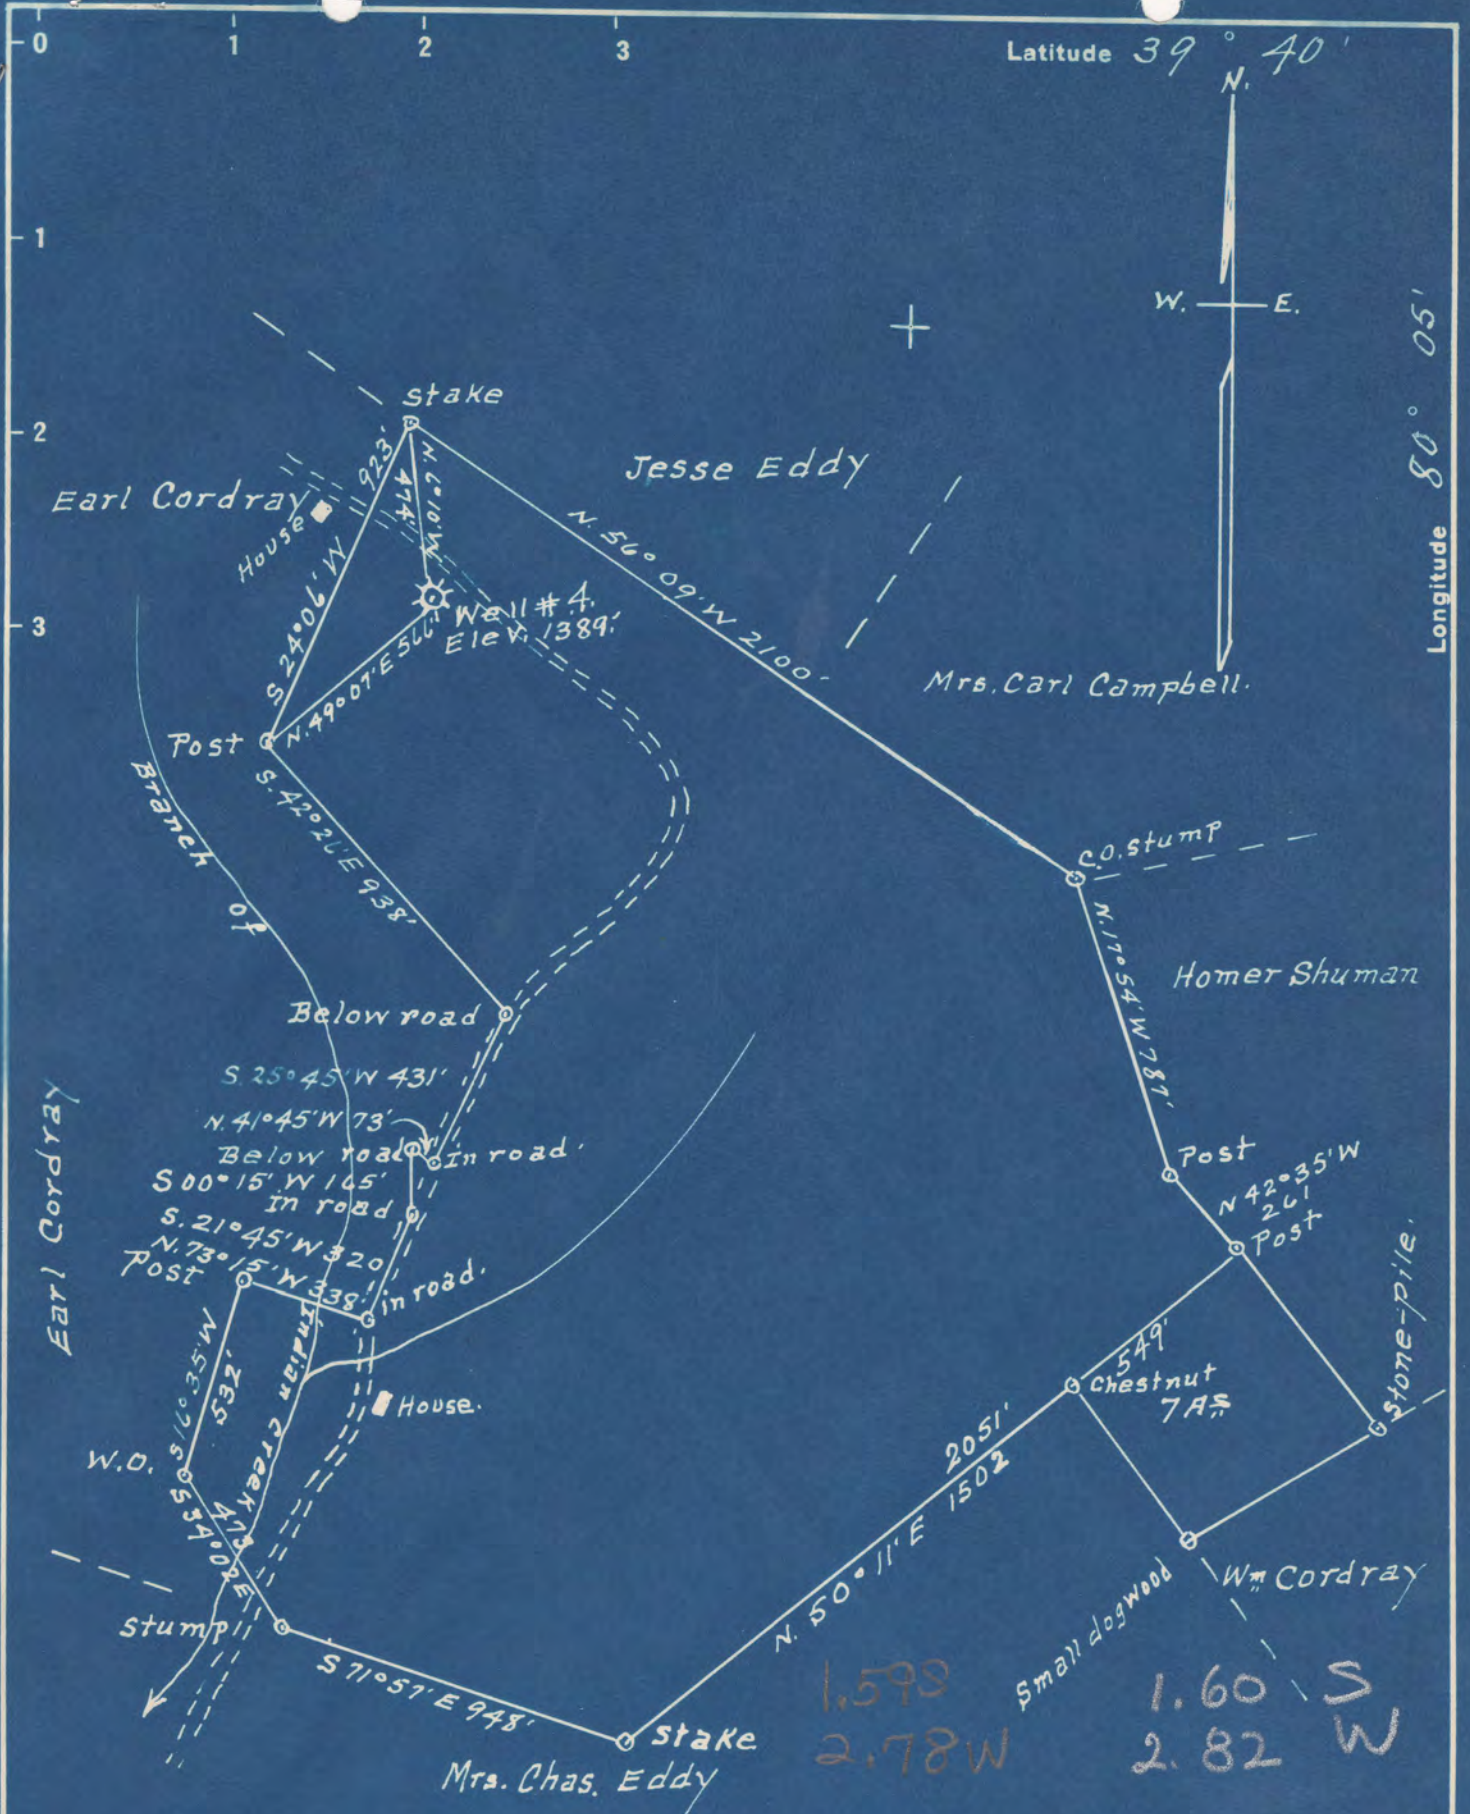 0
1
2
3
Latitude 39° 40'
N.
1
W. E.
Longitude 80° 05'
Stake
2
Jesse Eddy
923'
N. 6° 10' W
474'
Earl Cordray
House
N. 56° 09' W 2100'
S 24° 06' W
Well # 4.
Elev. 1389.'
3
N. 49° 07' E 566'
Mrs. Carl Campbell.
Post
S. 42° 26' E 938'
Branch of Indian Creek
C.O. stump
N. 17° 54' W 787'
Homer Shuman
Below road
S. 25° 45' W 431'
N. 41° 45' W 73'
Below road
In road.
S 00° 15' W 165'
in road
S. 21° 45' W 320
N. 73° 15' W 338'
Post
in road.
Earl Cordray
Post
N 42° 35' W
261
Post
Stone-pile.
S 16° 35' W
532'
House.
549'
Chestnut
7 As
W.O.
S 34° 02' E
473
2051'
N. 50° 11' E 1502
Small dogwood
Wm Cordray
Stump
S 71° 57' E 948'
Stake
Mrs. Chas. Eddy
1.59S
2.78W
1.60 S
2.82 W